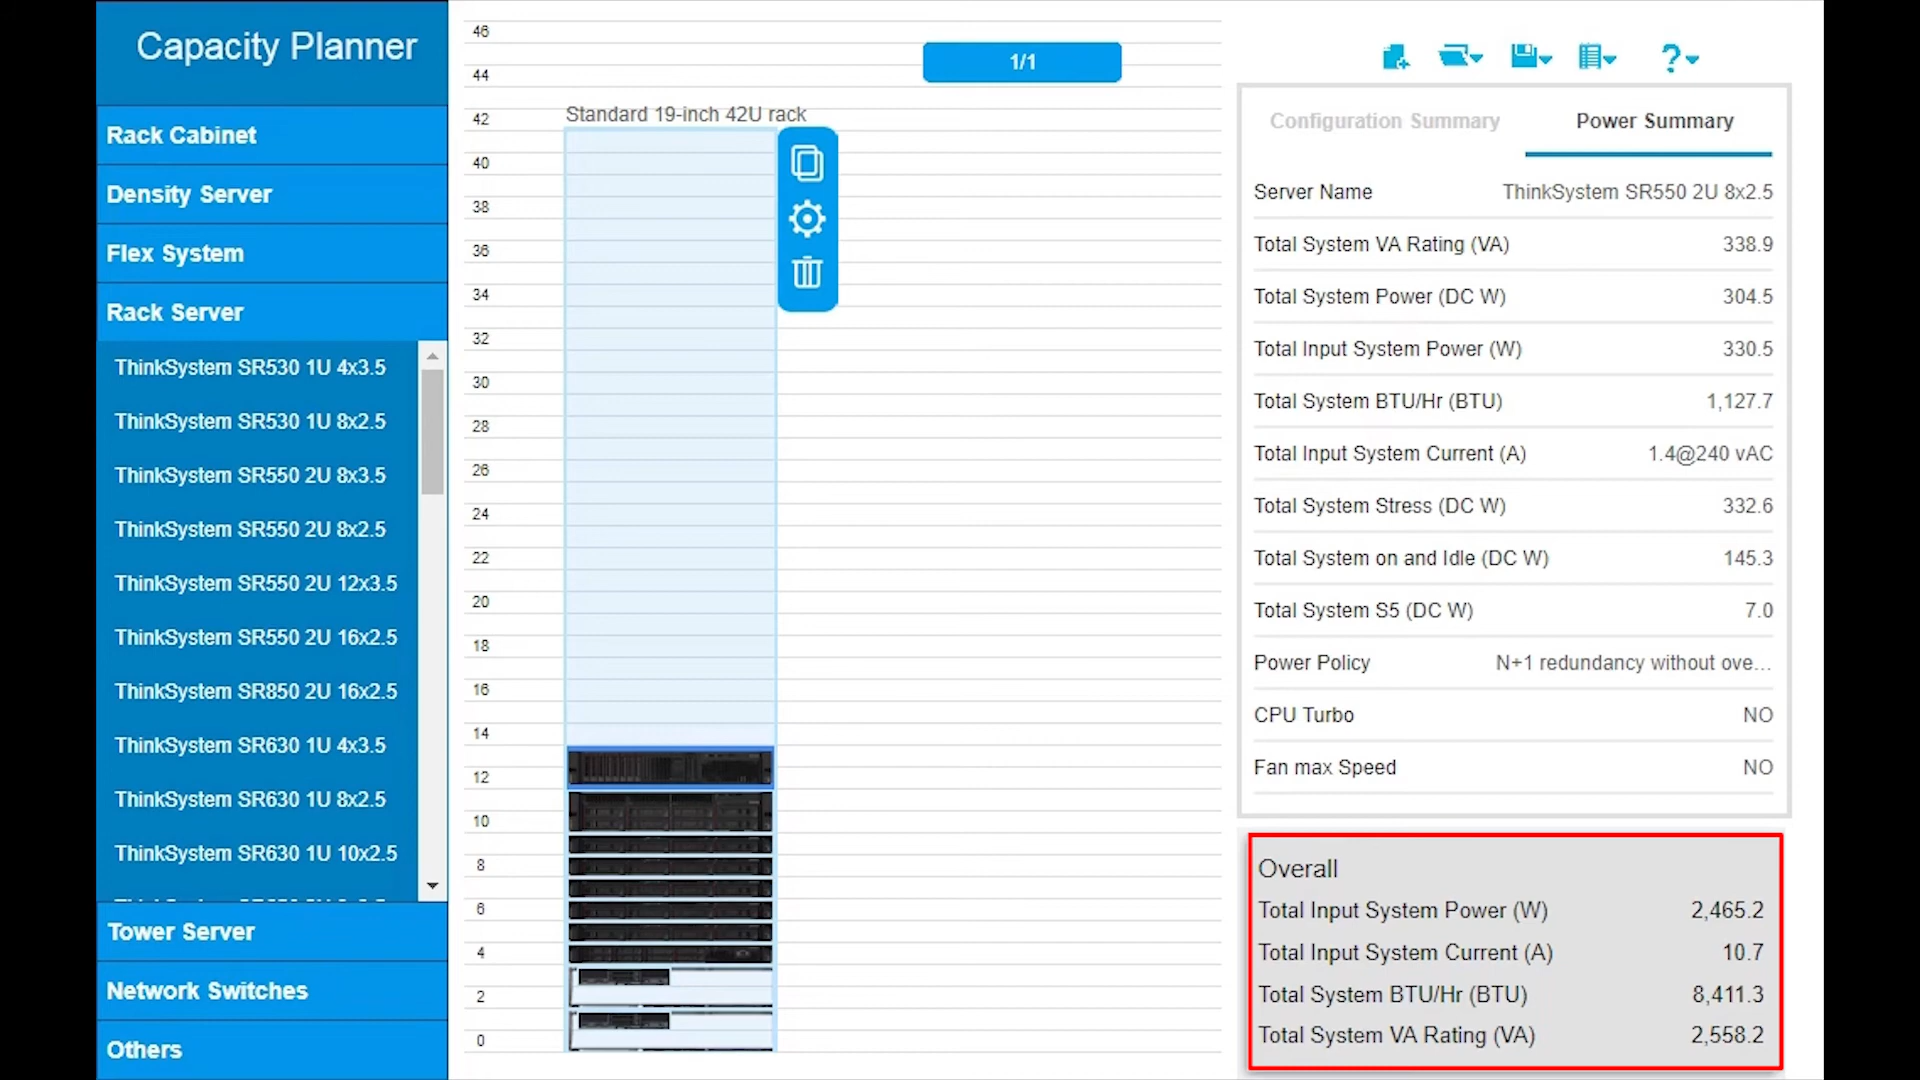 Capacity Planner
Rack Cabinet
Density Server
Flex System
Rack Server
ThinkSystem SR530 1U 4x3.5
ThinkSystem SR530 1U 8x2.5
ThinkSystem SR550 2U 8x3.5
ThinkSystem SR550 2U 8x2.5
ThinkSystem SR550 2U 12x3.5
ThinkSystem SR550 2U 16x2.5
ThinkSystem SR850 2U 16x2.5
ThinkSystem SR630 1U 4x3.5
ThinkSystem SR630 1U 8x2.5
ThinkSystem SR630 1U 10x2.5
Tower Server
Network Switches
Others
46
44
42
40
38
36
34
32
30
28
26
24
22
20
18
16
14
12
10
8
6
4
2
0
1/1
Standard 19-inch 42U rack
?
Configuration Summary
Power Summary
Server Name ThinkSystem SR550 2U 8x2.5
Total System VA Rating (VA) 338.9
Total System Power (DC W) 304.5
Total Input System Power (W) 330.5
Total System BTU/Hr (BTU) 1,127.7
Total Input System Current (A) 1.4@240 vAC
Total System Stress (DC W) 332.6
Total System on and Idle (DC W) 145.3
Total System S5 (DC W) 7.0
Power Policy N+1 redundancy without ove...
CPU Turbo NO
Fan max Speed NO
Overall
Total Input System Power (W) 2,465.2
Total Input System Current (A) 10.7
Total System BTU/Hr (BTU) 8,411.3
Total System VA Rating (VA) 2,558.2